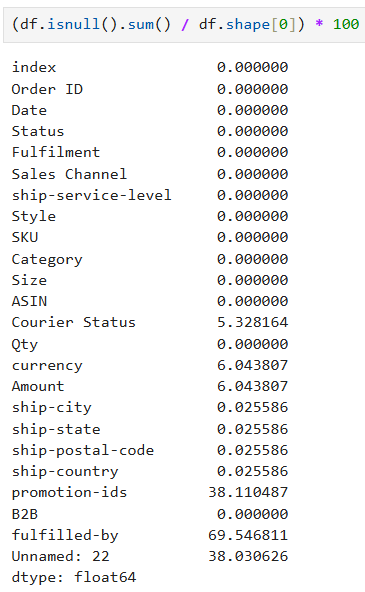 (df.isnull().sum() / df.shape[0]) * 100
index 0.000000
Order ID 0.000000
Date 0.000000
Status 0.000000
Fulfilment 0.000000
Sales Channel 0.000000
ship-service-level 0.000000
Style 0.000000
SKU 0.000000
Category 0.000000
Size 0.000000
ASIN 0.000000
Courier Status 5.328164
Qty 0.000000
currency 6.043807
Amount 6.043807
ship-city 0.025586
ship-state 0.025586
ship-postal-code 0.025586
ship-country 0.025586
promotion-ids 38.110487
B2B 0.000000
fulfilled-by 69.546811
Unnamed: 22 38.030626
dtype: float64